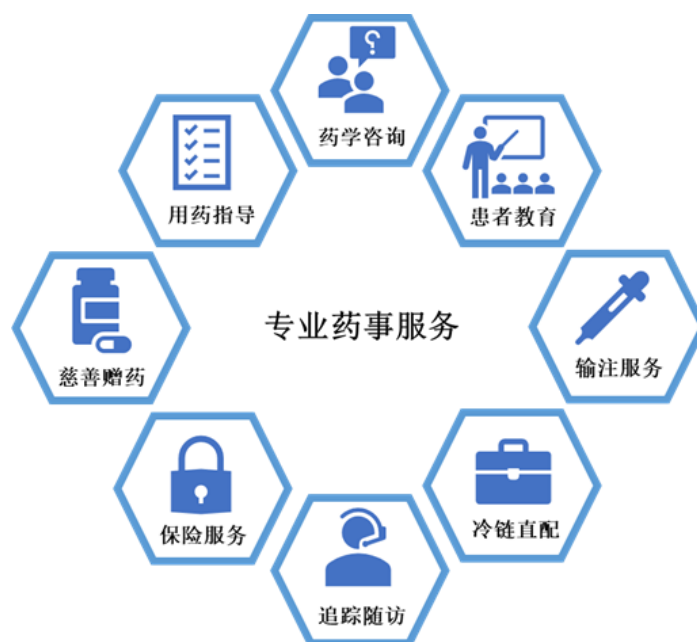 药学咨询
用药指导
患者教育
慈善赠药
专业药事服务
输注服务
保险服务
冷链直配
追踪随访